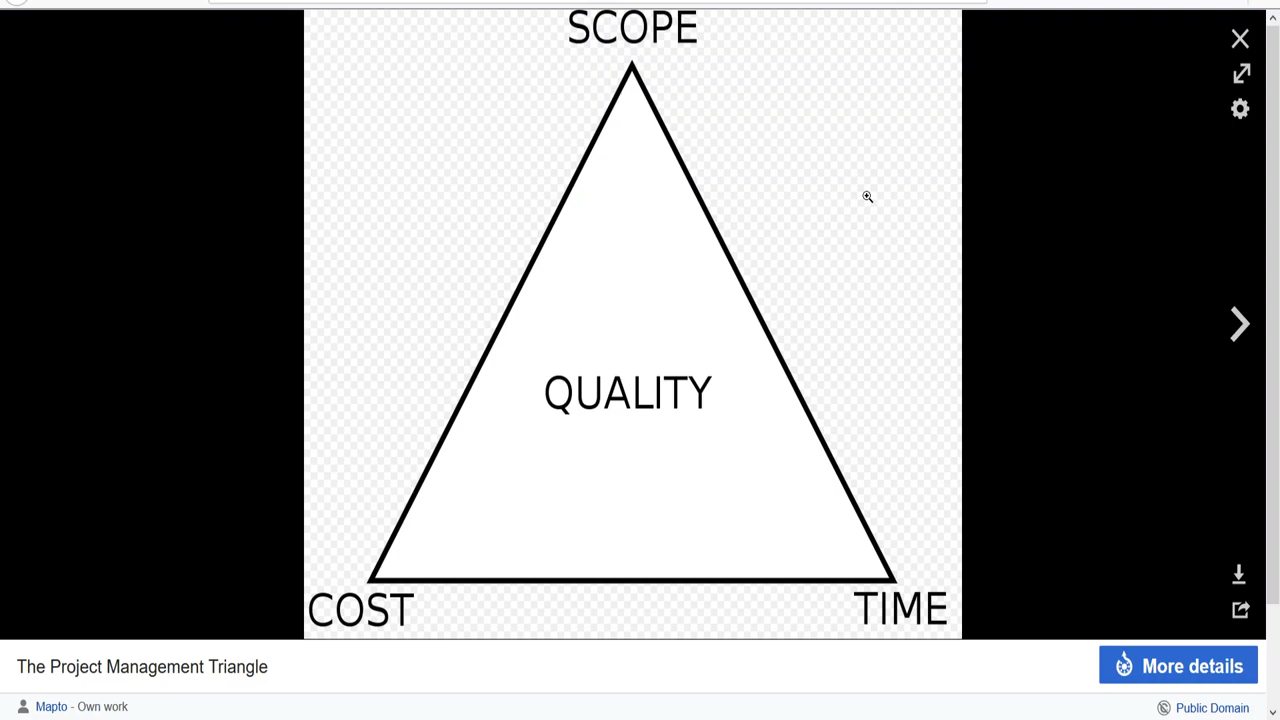 SCOPE
QUALITY
COST
TIME
The Project Management Triangle
More details
Mapto - Own work
Public Domain